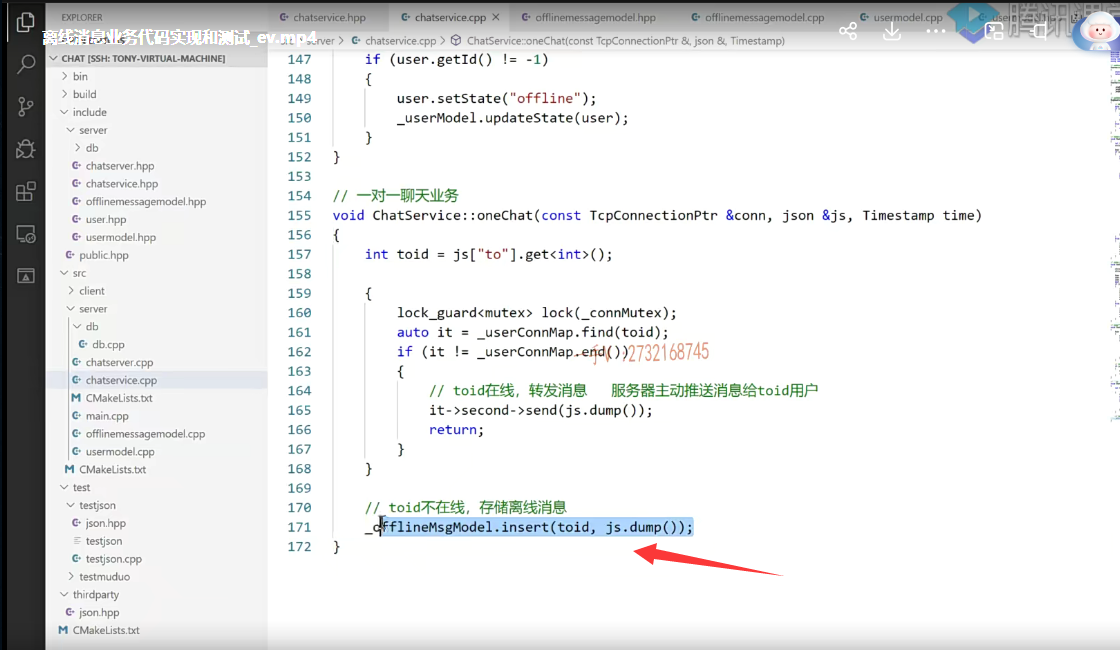 EXPLORER
chatservice.hpp
chatservice.cpp
offlinemessagemodel.hpp
offlinemessagemodel.cpp
usermodel.cpp
离线消息业务代码实现和测试_ev.mp4
server > chatservice.cpp > ChatService::oneChat(const TcpConnectionPtr &, json &, Timestamp)
CHAT [SSH: TONY-VIRTUAL-MACHINE]
bin
build
include
server
db
chatserver.hpp
chatservice.hpp
offlinemessagemodel.hpp
user.hpp
usermodel.hpp
public.hpp
src
client
server
db
db.cpp
chatserver.cpp
chatservice.cpp
CMakeLists.txt
main.cpp
offlinemessagemodel.cpp
usermodel.cpp
CMakeLists.txt
test
testjson
json.hpp
testjson
testjson.cpp
testmuduo
thirdparty
json.hpp
CMakeLists.txt
147 if (user.getId() != -1)
148 {
149 user.setState("offline");
150 _userModel.updateState(user);
151 }
152 }
153
154 // 一对一聊天业务
155 void ChatService::oneChat(const TcpConnectionPtr &conn, json &js, Timestamp time)
156 {
157 int toid = js["to"].get<int>();
158
159 {
160 lock_guard<mutex> lock(_connMutex);
161 auto it = _userConnMap.find(toid);
162 if (it != _userConnMap.end())
2732168745
163 {
164 // toid在线，转发消息 服务器主动推送消息给toid用户
165 it->second->send(js.dump());
166 return;
167 }
168 }
169
170 // toid不在线，存储离线消息
171 _offlineMsgModel.insert(toid, js.dump());
172 }